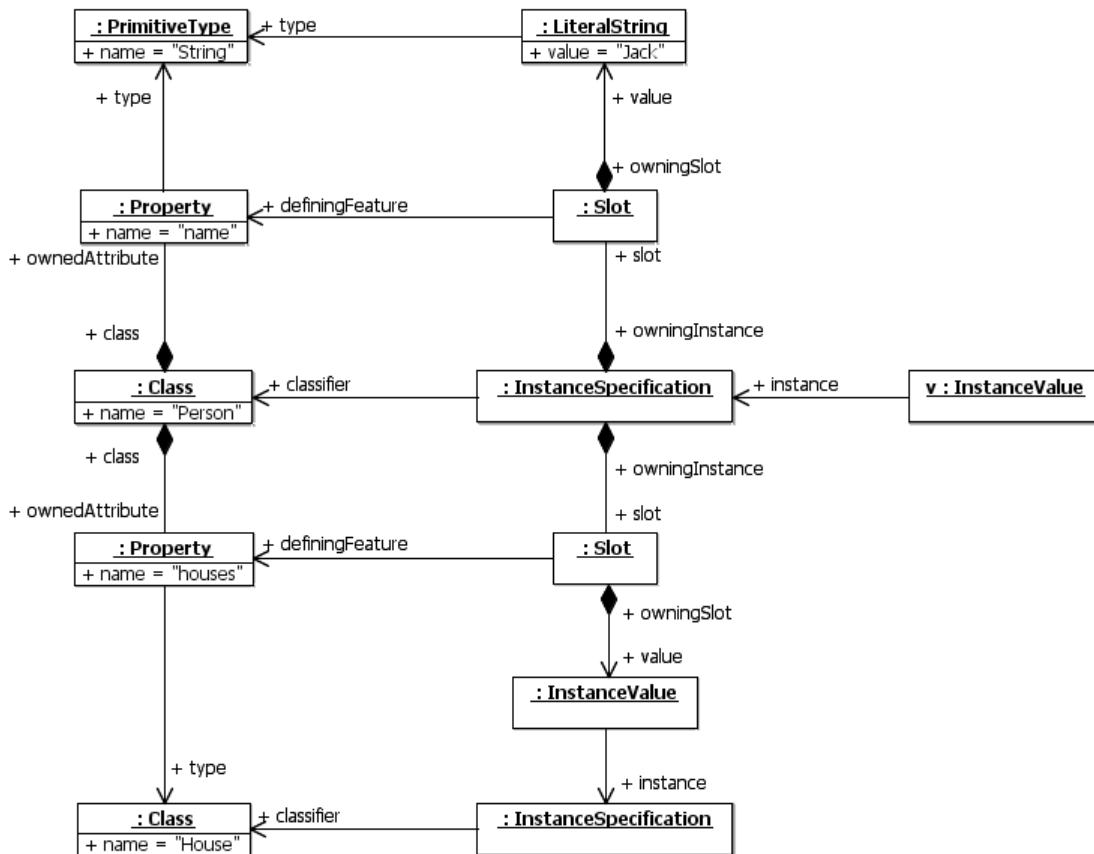 : PrimitiveType
+ name = "String"
+ type
: LiteralString
+ value = "Jack"
+ type
+ value
+ owningSlot
: Property
+ name = "name"
+ definingFeature
: Slot
+ ownedAttribute
+ slot
+ class
+ owningInstance
: Class
+ name = "Person"
+ classifier
: InstanceSpecification
+ instance
v : InstanceValue
+ class
+ owningInstance
+ ownedAttribute
+ slot
: Property
+ name = "houses"
+ definingFeature
: Slot
+ owningSlot
+ value
: InstanceValue
+ type
+ instance
: Class
+ name = "House"
+ classifier
: InstanceSpecification